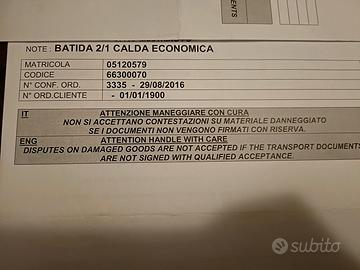 NOTE : BATIDA 2/1 CALDA ECONOMICA
MATRICOLA 05120579
CODICE 66300070
N° CONF. ORD. 3335 - 29/08/2016
N° ORD.CLIENTE - 01/01/1900
IT ATTENZIONE MANEGGIARE CON CURA
NON SI ACCETTANO CONTESTAZIONI SU MATERIALE DANNEGGIATO
SE I DOCUMENTI NON VENGONO FIRMATI CON RISERVA.
ENG ATTENTION HANDLE WITH CARE
DISPUTES ON DAMAGED GOODS ARE NOT ACCEPTED IF THE TRANSPORT DOCUMENTS
ARE NOT SIGNED WITH QUALIFIED ACCEPTANCE.
subito